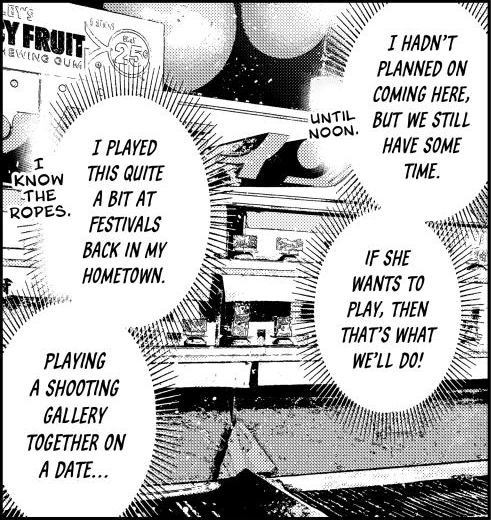 I HADN'T
PLANNED ON
COMING HERE,
BUT WE STILL
HAVE SOME
TIME.
UNTIL
NOON.
IF SHE
WANTS TO
PLAY, THEN
THAT'S WHAT
WE'LL DO!
Y FRUIT
EWING GUM
25¢
I PLAYED
THIS QUITE
A BIT AT
FESTIVALS
BACK IN MY
HOMETOWN.
I
KNOW
THE
ROPES.
PLAYING
A SHOOTING
GALLERY
TOGETHER ON
A DATE...